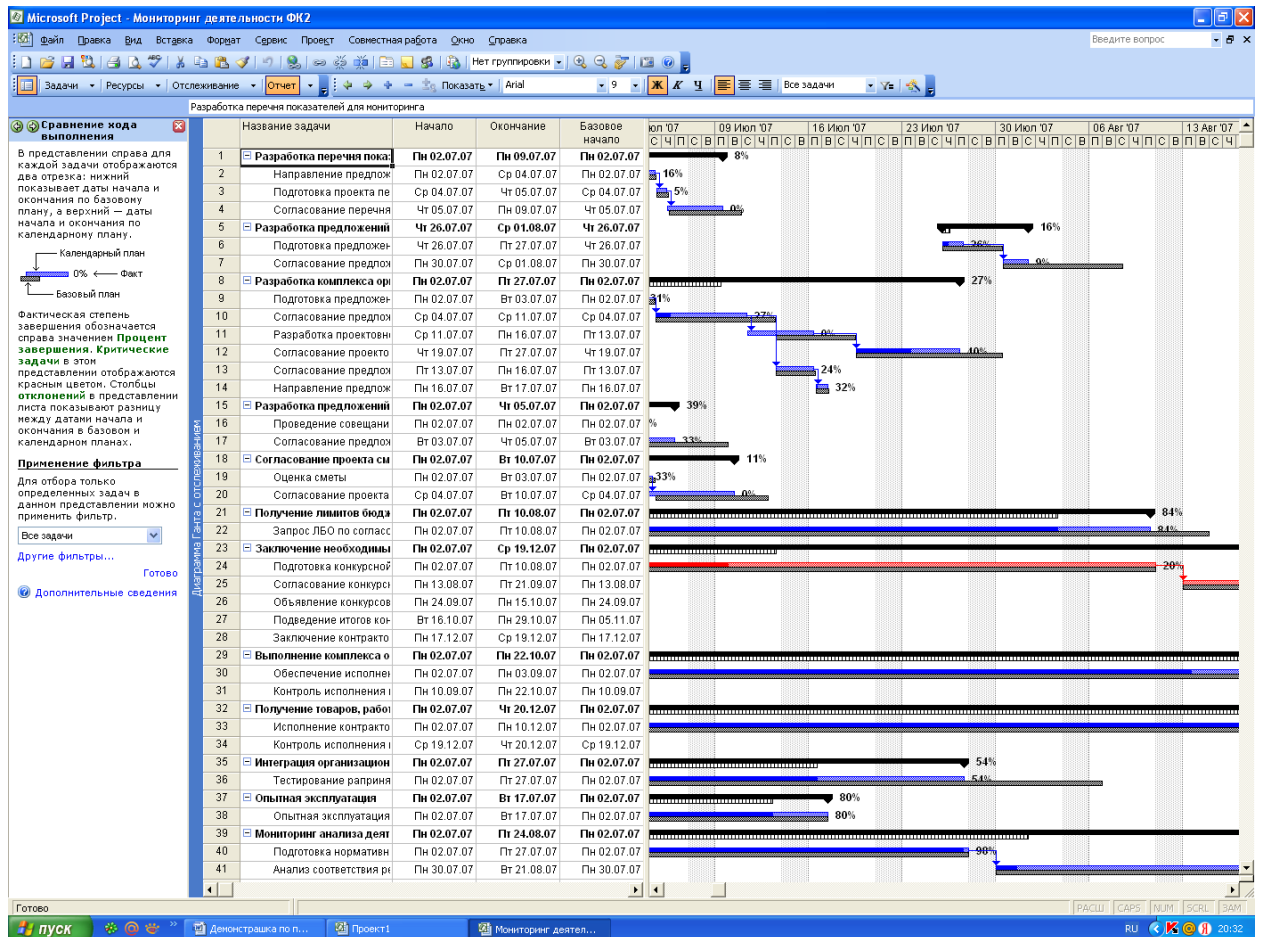 Microsoft Project - Мониторинг деятельности ФК2
Файл Правка Вид Вставка Формат Сервис Проект Совместная работа Окно Справка Введите вопрос
Нет группировки
Задачи Ресурсы Отслеживание Отчет Показать Arial 9 Ж К Ч Все задачи
Разработка перечня показателей для мониторинга
Сравнение хода
выполнения
В представлении справа для
каждой задачи отображаются
два отрезка: нижний
показывает даты начала и
окончания по базовому
плану, а верхний — даты
начала и окончания по
календарному плану.
Календарный план
0% Факт
Базовый план
Фактическая степень
завершения обозначается
справа значением Процент
завершения. Критические
задачи в этом
представлении отображаются
красным цветом. Столбцы
отклонений в представлении
листа показывают разницу
между датами начала и
окончания в базовом и
календарном планах.
Применение фильтра
Для отбора только
определенных задач в
данном представлении можно
применить фильтр.
Все задачи
Другие фильтры...
Готово
Дополнительные сведения
Диаграмма Ганта с отслеживанием
Название задачи Начало Окончание Базовое начало
юл '07 09 Июл '07 16 Июл '07 23 Июл '07 30 Июл '07 06 Авг '07 13 Авг '07
С Ч П С В П В С Ч П С В П В С Ч П С В П В С Ч П С В П В С Ч П С В П В С Ч П С В П В С Ч
1 Разработка перечня пока Пн 02.07.07 Пн 09.07.07 Пн 02.07.07 8%
2 Направление предлож Пн 02.07.07 Ср 04.07.07 Пн 02.07.07 16%
3 Подготовка проекта пе Ср 04.07.07 Чт 05.07.07 Ср 04.07.07 5%
4 Согласование перечня Чт 05.07.07 Пн 09.07.07 Чт 05.07.07 0%
5 Разработка предложений Чт 26.07.07 Ср 01.08.07 Чт 26.07.07 16%
6 Подготовка предложен Чт 26.07.07 Пт 27.07.07 Чт 26.07.07 26%
7 Согласование предлож Пн 30.07.07 Ср 01.08.07 Пн 30.07.07 9%
8 Разработка комплекса ор Пн 02.07.07 Пт 27.07.07 Пн 02.07.07 27%
9 Подготовка предложен Пн 02.07.07 Вт 03.07.07 Пн 02.07.07 31%
10 Согласование предлож Ср 04.07.07 Ср 11.07.07 Ср 04.07.07 27%
11 Разработка проектовн Ср 11.07.07 Пн 16.07.07 Пт 13.07.07 0%
12 Согласование проекто Чт 19.07.07 Пт 27.07.07 Чт 19.07.07 40%
13 Согласование предлож Пт 13.07.07 Пн 16.07.07 Пт 13.07.07 24%
14 Направление предлож Пн 16.07.07 Вт 17.07.07 Пн 16.07.07 32%
15 Разработка предложений Пн 02.07.07 Чт 05.07.07 Пн 02.07.07 39%
16 Проведение совещани Пн 02.07.07 Пн 02.07.07 Пн 02.07.07 %
17 Согласование предлож Вт 03.07.07 Чт 05.07.07 Вт 03.07.07 33%
18 Согласование проекта см Пн 02.07.07 Вт 10.07.07 Пн 02.07.07 11%
19 Оценка сметы Пн 02.07.07 Вт 03.07.07 Пн 02.07.07 33%
20 Согласование проекта Ср 04.07.07 Вт 10.07.07 Ср 04.07.07 0%
21 Получение лимитов бюдж Пн 02.07.07 Пт 10.08.07 Пн 02.07.07 84%
22 Запрос ЛБО по согласс Пн 02.07.07 Пт 10.08.07 Пн 02.07.07 84%
23 Заключение необходимы Пн 02.07.07 Ср 19.12.07 Пн 02.07.07
24 Подготовка конкурсной Пн 02.07.07 Пт 10.08.07 Пн 02.07.07 20%
25 Согласование конкурсн Пн 13.08.07 Пт 21.09.07 Пн 13.08.07
26 Объявление конкурсов Пн 24.09.07 Пн 15.10.07 Пн 24.09.07
27 Подведение итогов кон Вт 16.10.07 Пн 29.10.07 Пн 05.11.07
28 Заключение контракто Пн 17.12.07 Ср 19.12.07 Пн 17.12.07
29 Выполнение комплекса о Пн 02.07.07 Пн 22.10.07 Пн 02.07.07
30 Обеспечение исполнен Пн 02.07.07 Пн 03.09.07 Пн 02.07.07
31 Контроль исполнения Пн 10.09.07 Пн 22.10.07 Пн 10.09.07
32 Получение товаров, рабо Пн 02.07.07 Чт 20.12.07 Пн 02.07.07
33 Исполнение контракто Пн 02.07.07 Пн 10.12.07 Пн 02.07.07
34 Контроль исполнения Ср 19.12.07 Чт 20.12.07 Ср 19.12.07
35 Интеграция организацион Пн 02.07.07 Пт 27.07.07 Пн 02.07.07 54%
36 Тестирование раприня Пн 02.07.07 Пт 27.07.07 Пн 02.07.07 54%
37 Опытная эксплуатация Пн 02.07.07 Вт 17.07.07 Пн 02.07.07 80%
38 Опытная эксплуатация Пн 02.07.07 Вт 17.07.07 Пн 02.07.07 80%
39 Мониторинг анализа деят Пн 02.07.07 Пт 24.08.07 Пн 02.07.07
40 Подготовка нормативн Пн 02.07.07 Пт 27.07.07 Пн 02.07.07 98%
41 Анализ соответствия ре Пн 30.07.07 Вт 21.08.07 Пн 30.07.07
Готово РАСШ CAPS NUM SCRL ЗАМ
пуск Демонстрашка по п... Проект1 Мониторинг деятел... RU 20:32